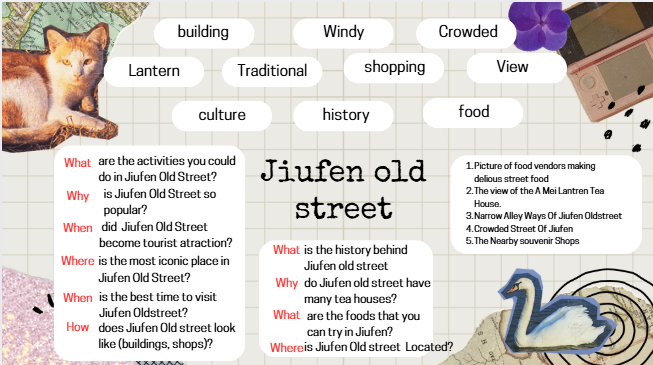 building
Windy
Crowded
Lantern
Traditional
shopping
View
culture
history
food
What are the activities you could
do in Jiufen Old Street?
Why is Jiufen Old Street so
popular?
When did Jiufen Old Street
become tourist atraction?
Where is the most iconic place in
Jiufen Old Street?
When is the best time to visit
Jiufen Oldstreet?
How does Jiufen Old street look
like (buildings, shops)?
Jiufen old
street
What is the history behind
Jiufen old street
Why do Jiufen old street have
many tea houses?
What are the foods that you
can try in Jiufen?
Where is Jiufen Old street Located?
1. Picture of food vendors making
delious street food
2. The view of the A Mei Lantren Tea
House.
3. Narrow Alley Ways Of Jiufen Oldstreet
4. Crowded Street Of Jiufen
5. The Nearby souvenir Shops